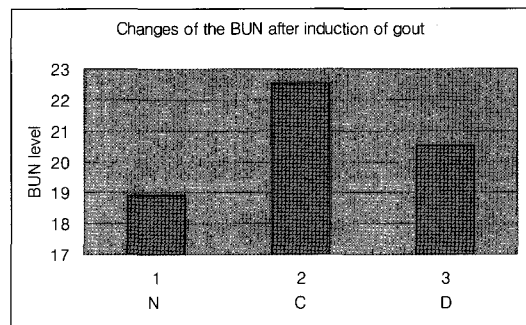 Changes of the BUN after induction of gout
23
22
21
20
19
18
17
BUN level
1 2 3
N C D